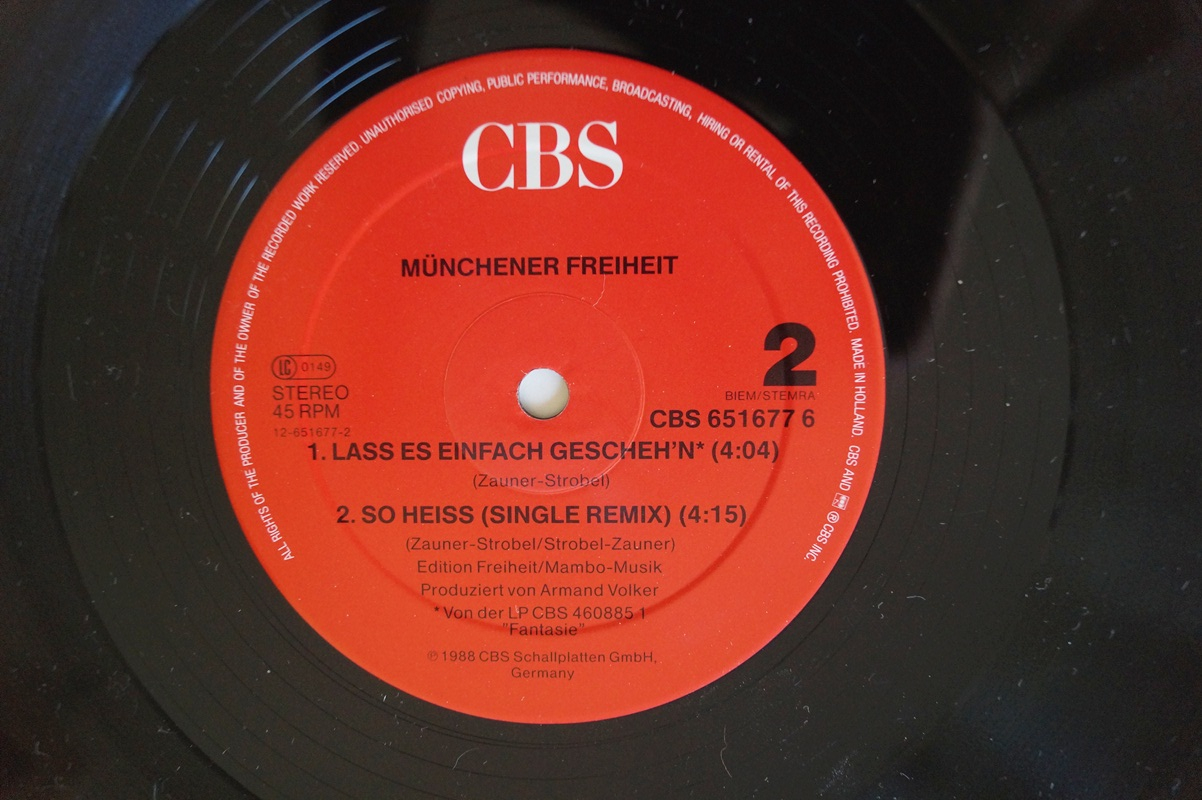 ALL RIGHTS OF THE PRODUCER AND OF THE OWNER OF THE RECORDED WORK RESERVED. UNAUTHORISED COPYING, PUBLIC PERFORMANCE, BROADCASTING, HIRING OR RENTAL OF THIS RECORDING PROHIBITED. MADE IN HOLLAND. CBS AND ℗ CBS INC.
CBS
MÜNCHENER FREIHEIT
2
LC 0149
STEREO
45 RPM
12-651677-2
BIEM/STEMRA
CBS 651677 6
1. LASS ES EINFACH GESCHEH'N* (4:04)
(Zauner-Strobel)
2. SO HEISS (SINGLE REMIX) (4:15)
(Zauner-Strobel/Strobel-Zauner)
Edition Freiheit/Mambo-Musik
Produziert von Armand Volker
* Von der LP CBS 460885 1
"Fantasie"
℗ 1988 CBS Schallplatten GmbH,
Germany